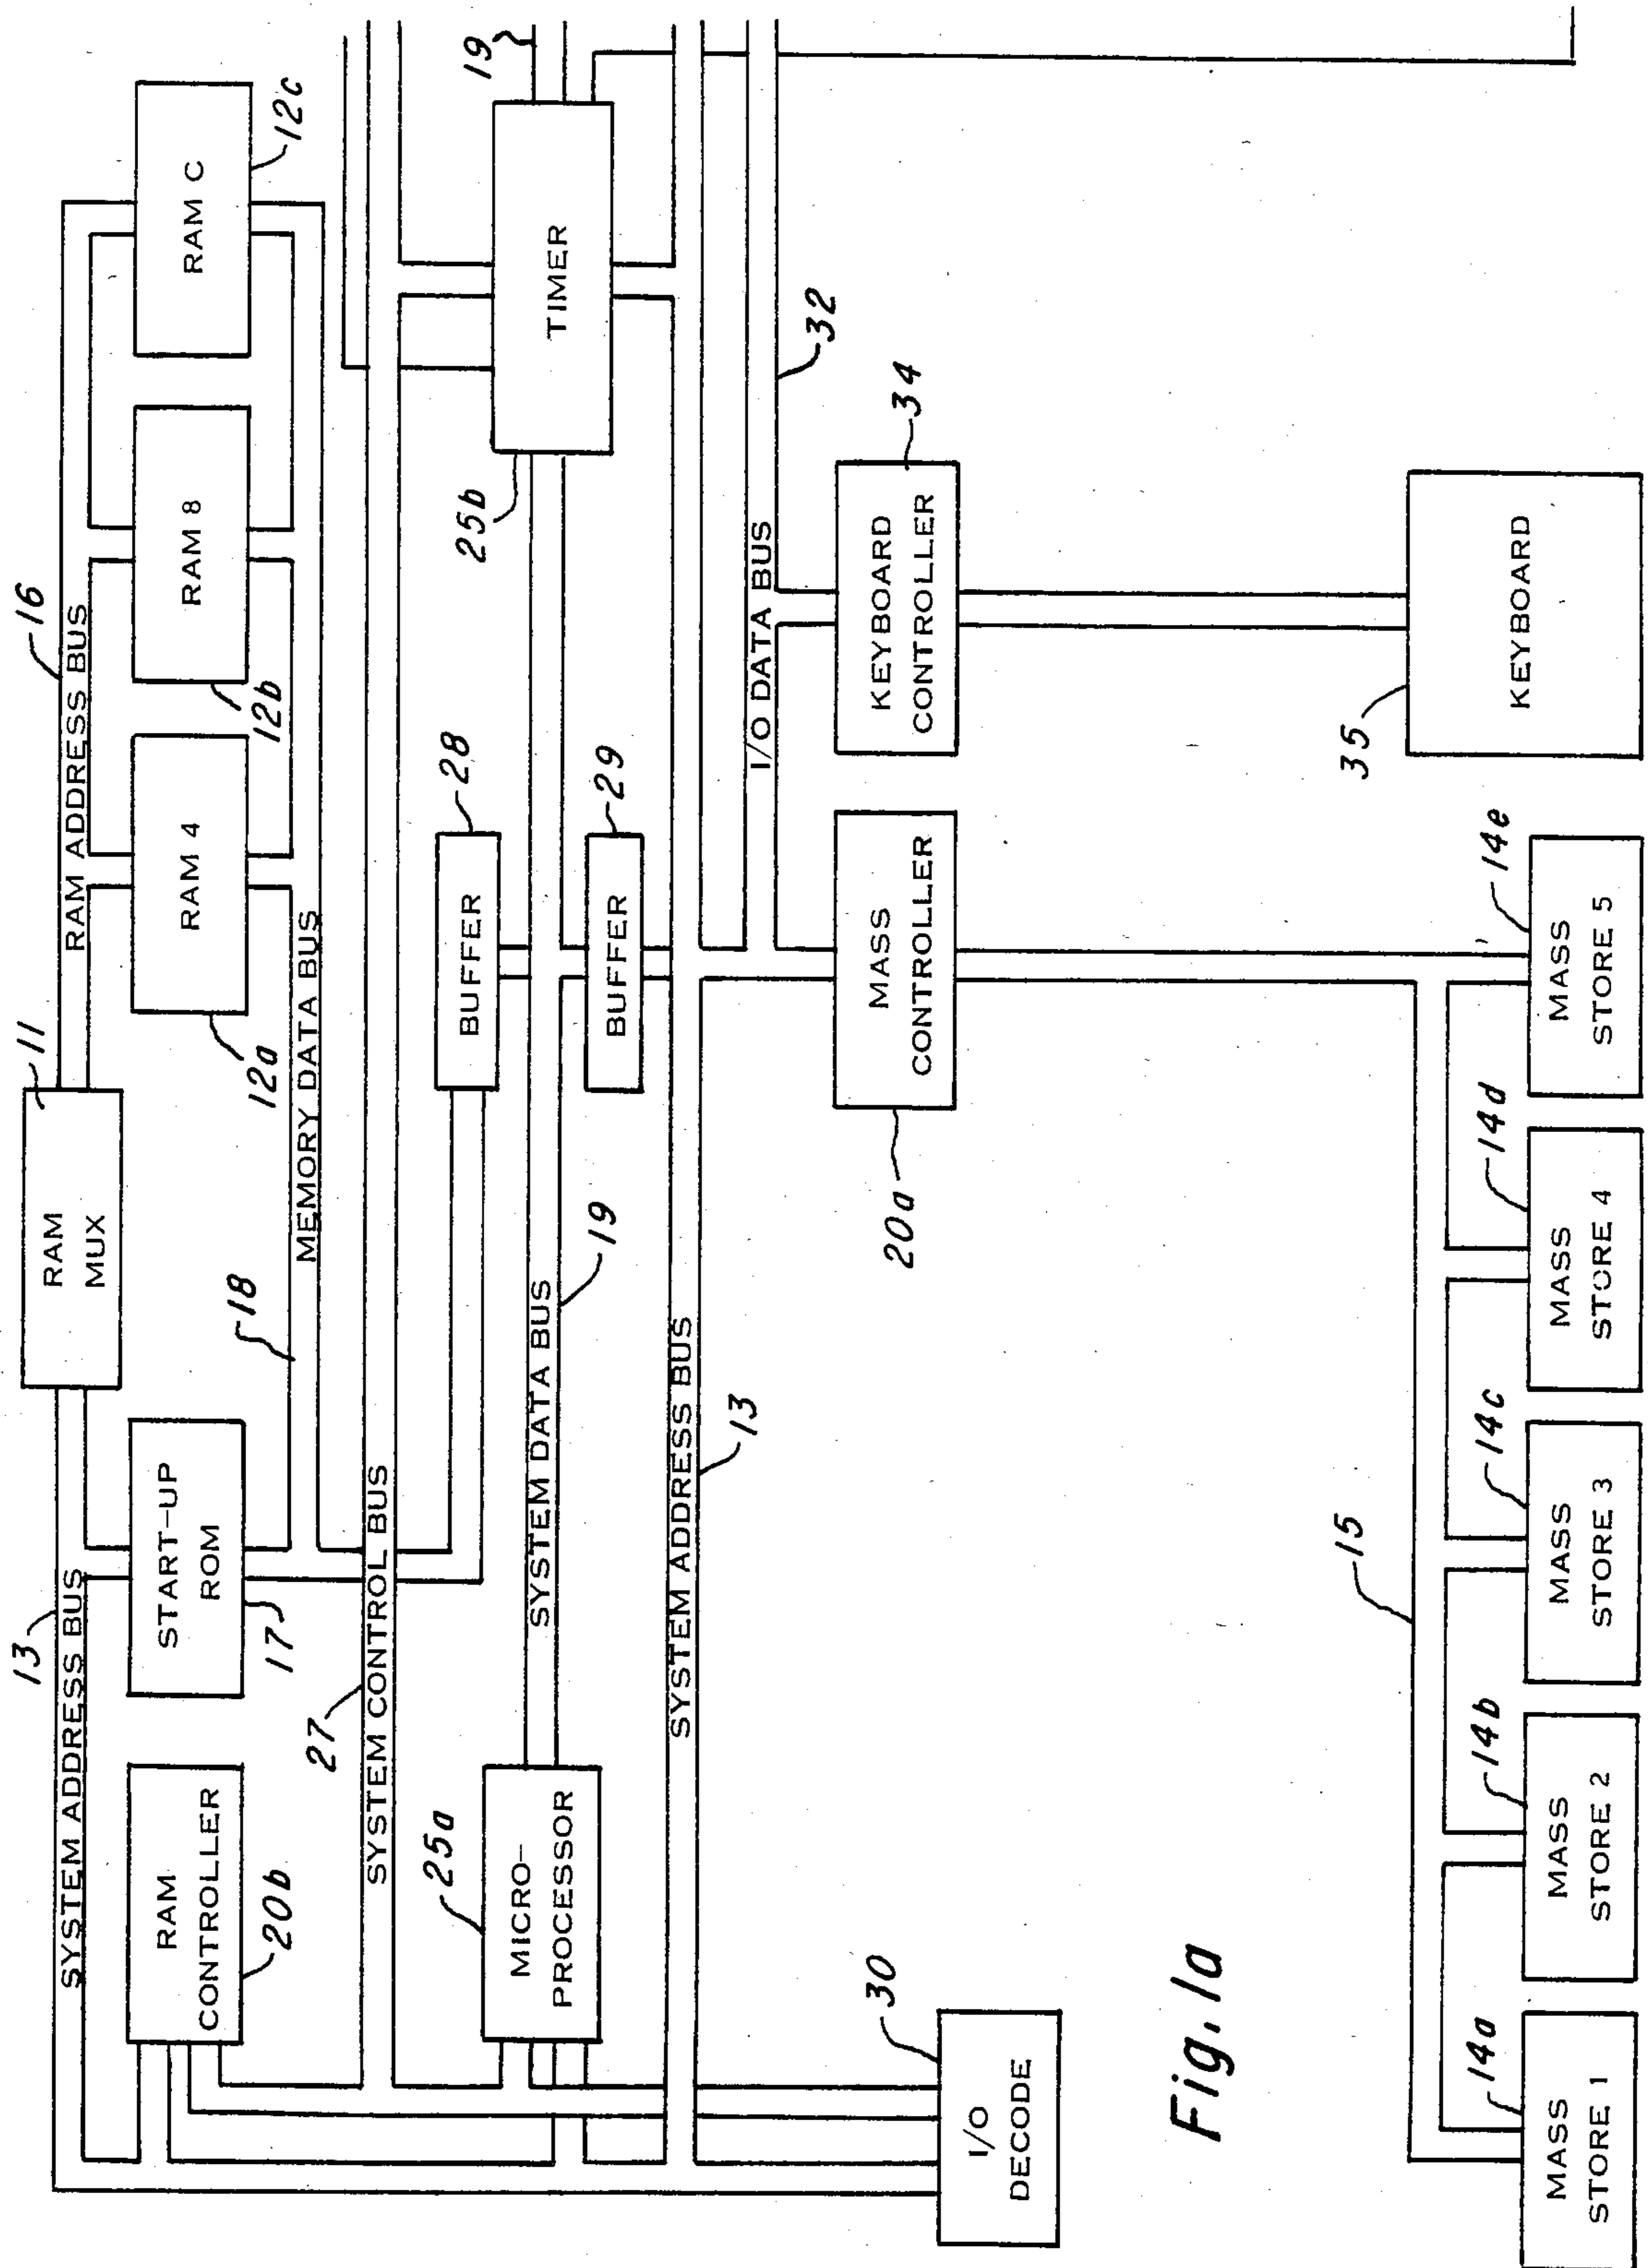 13
SYSTEM ADDRESS BUS
RAM
MUX
11
16
RAM ADDRESS BUS
RAM
CONTROLLER
20b
START-UP
ROM
17
18
RAM 4
12a
RAM 8
12b
RAM C
12c
MEMORY DATA BUS
27
SYSTEM CONTROL BUS
25a
MICRO-
PROCESSOR
BUFFER
28
SYSTEM DATA BUS
19
BUFFER
29
25b
TIMER
19
SYSTEM ADDRESS BUS
13
I/O DATA BUS
32
30
I/O
DECODE
20a
MASS
CONTROLLER
KEYBOARD
CONTROLLER
34
Fig. 1a
15
14a
MASS
STORE 1
14b
MASS
STORE 2
14c
MASS
STORE 3
14d
MASS
STORE 4
14e
MASS
STORE 5
35
KEYBOARD